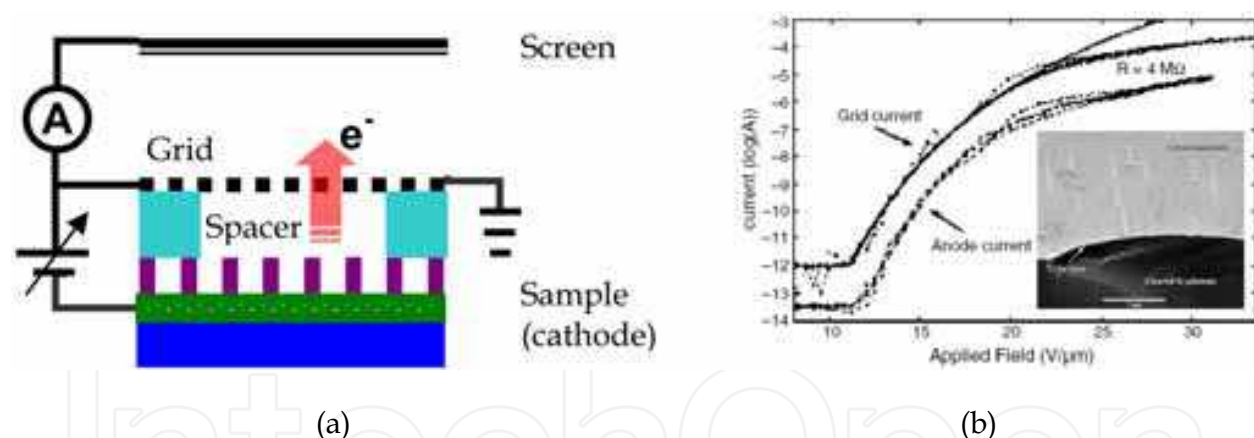 Screen
A
e-
Grid
Spacer
Sample
(cathode)
(a)
current (log(A)
-3
-4
-5
-6
-7
-8
-9
-10
-11
-12
-13
-14
R = 4 MΩ
Grid current
Anode current
10
15
20
25
30
Applied Field (V/µm)
(b)
IntechOpen